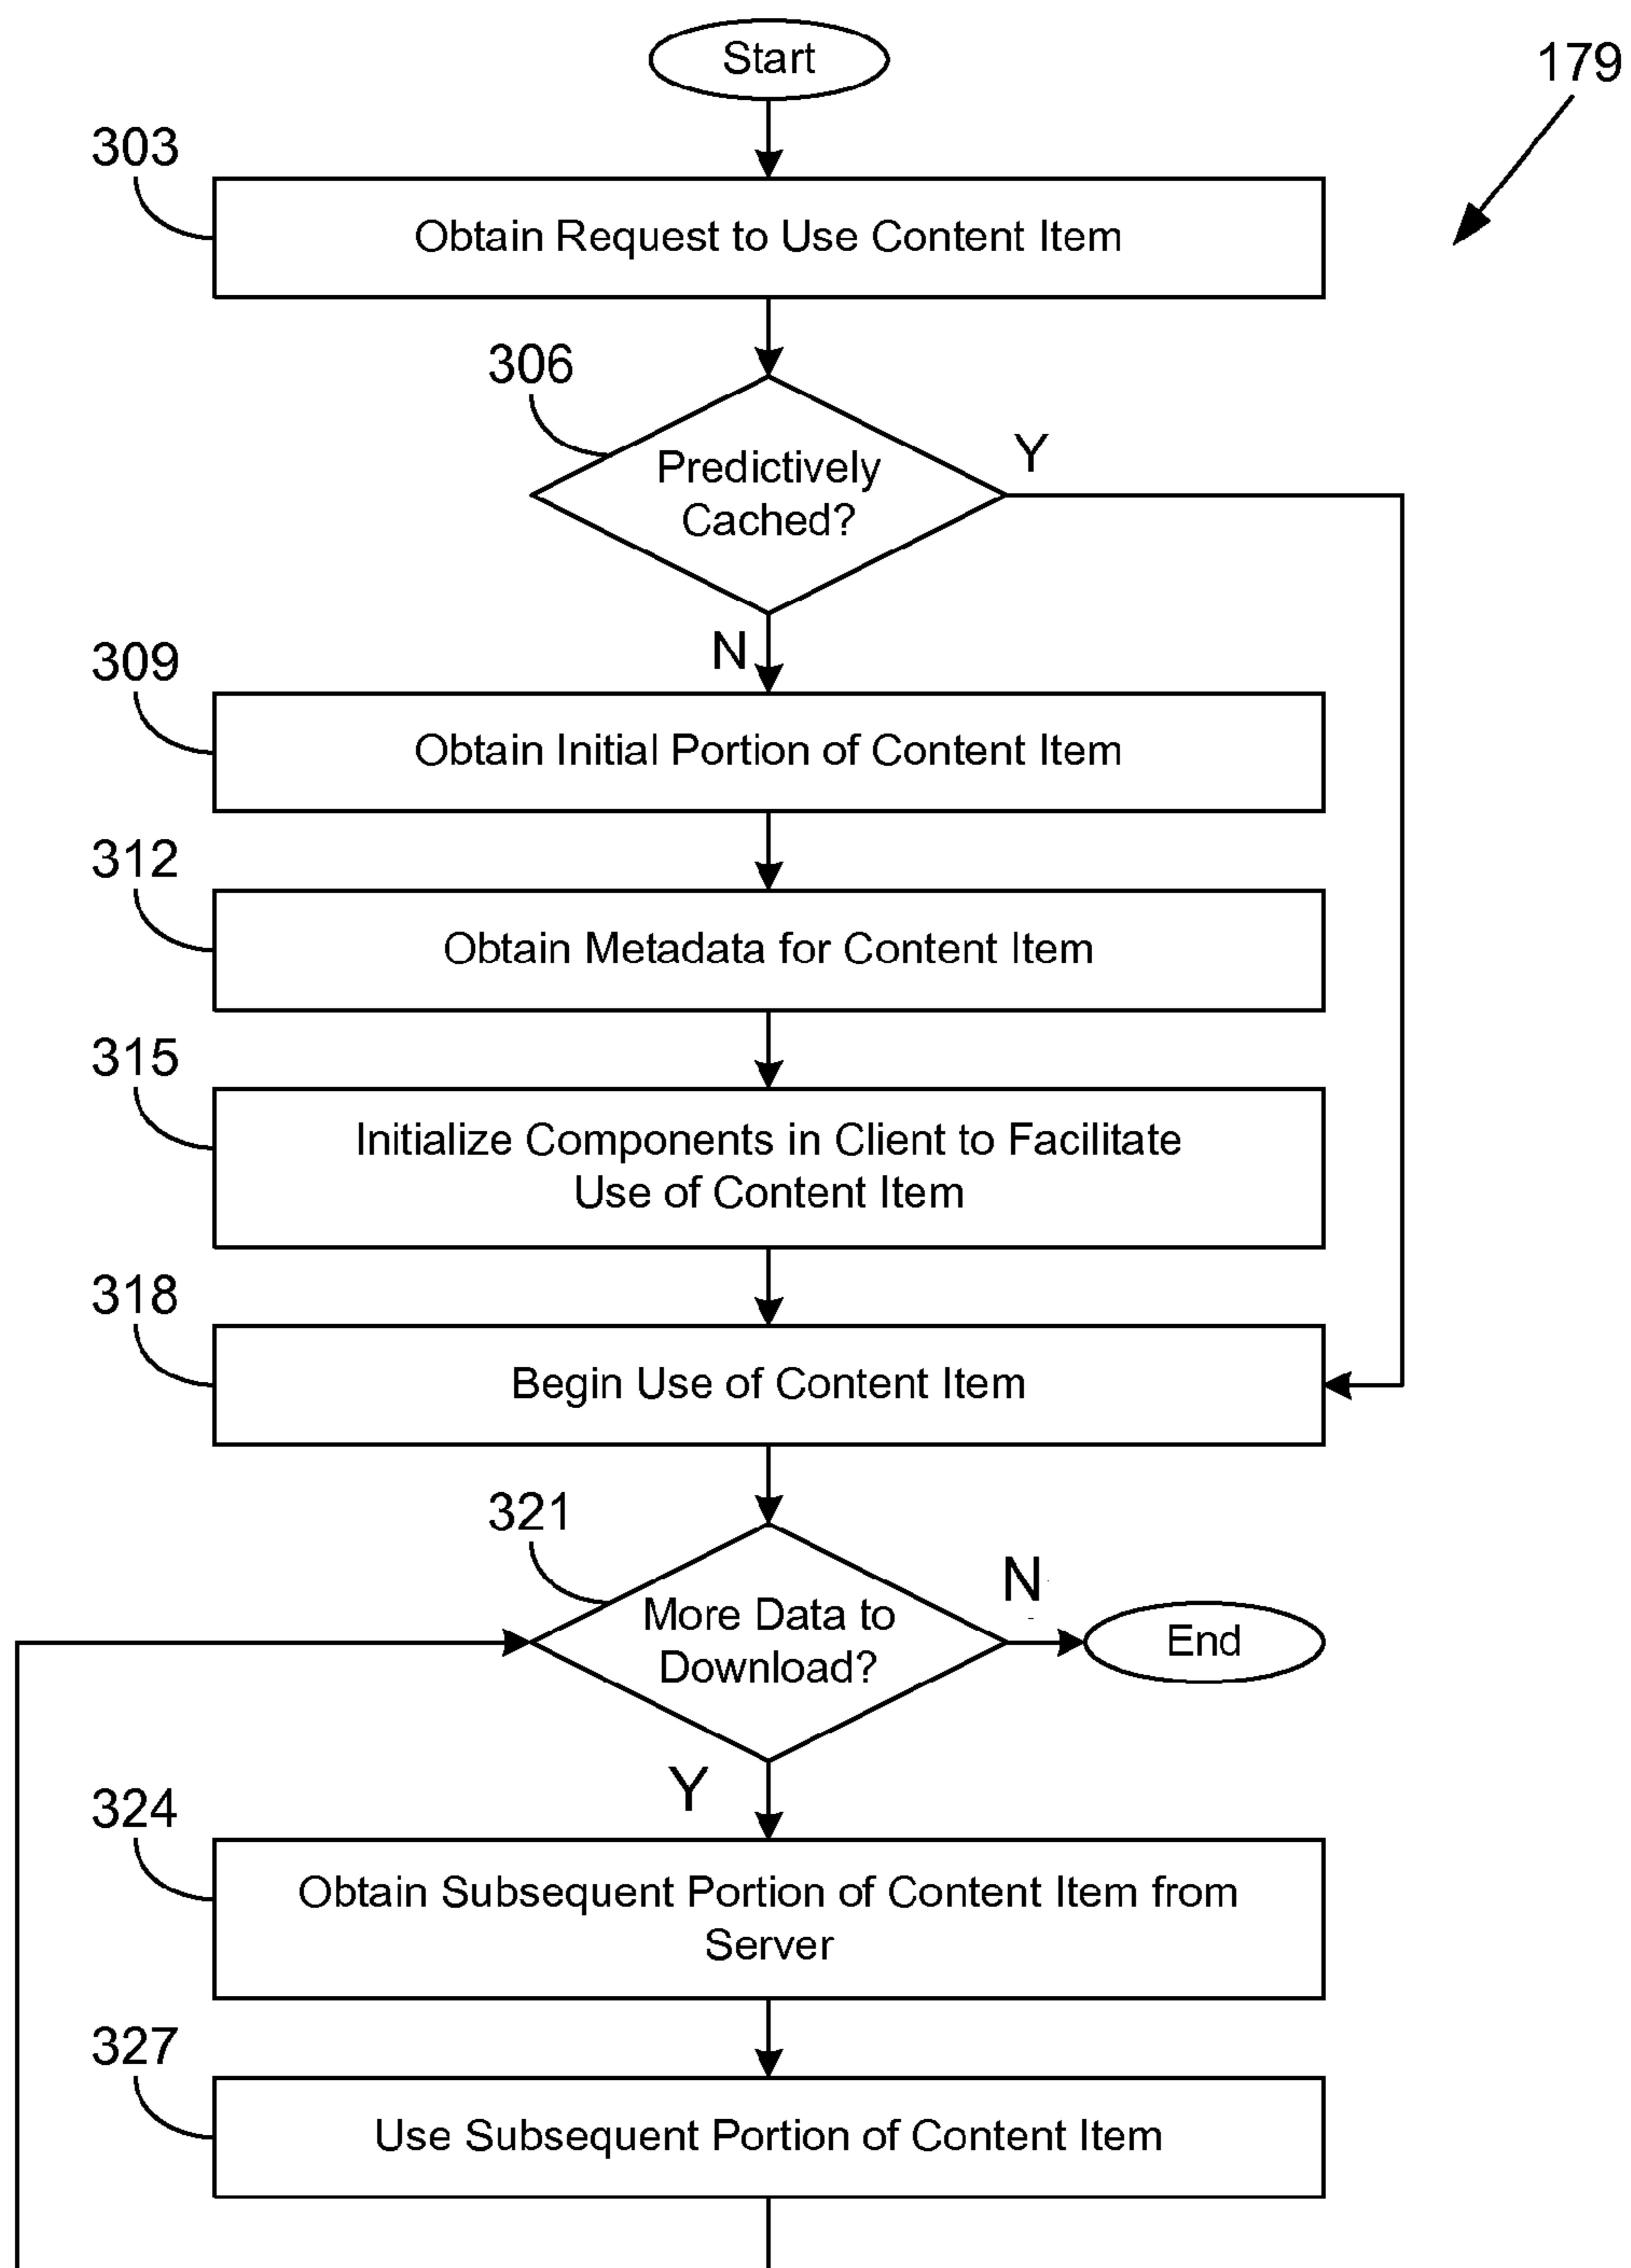 Start
179
303
Obtain Request to Use Content Item
306
Predictively
Cached?
Y
N
309
Obtain Initial Portion of Content Item
312
Obtain Metadata for Content Item
315
Initialize Components in Client to Facilitate
Use of Content Item
318
Begin Use of Content Item
321
More Data to
Download?
N
End
Y
324
Obtain Subsequent Portion of Content Item from
Server
327
Use Subsequent Portion of Content Item